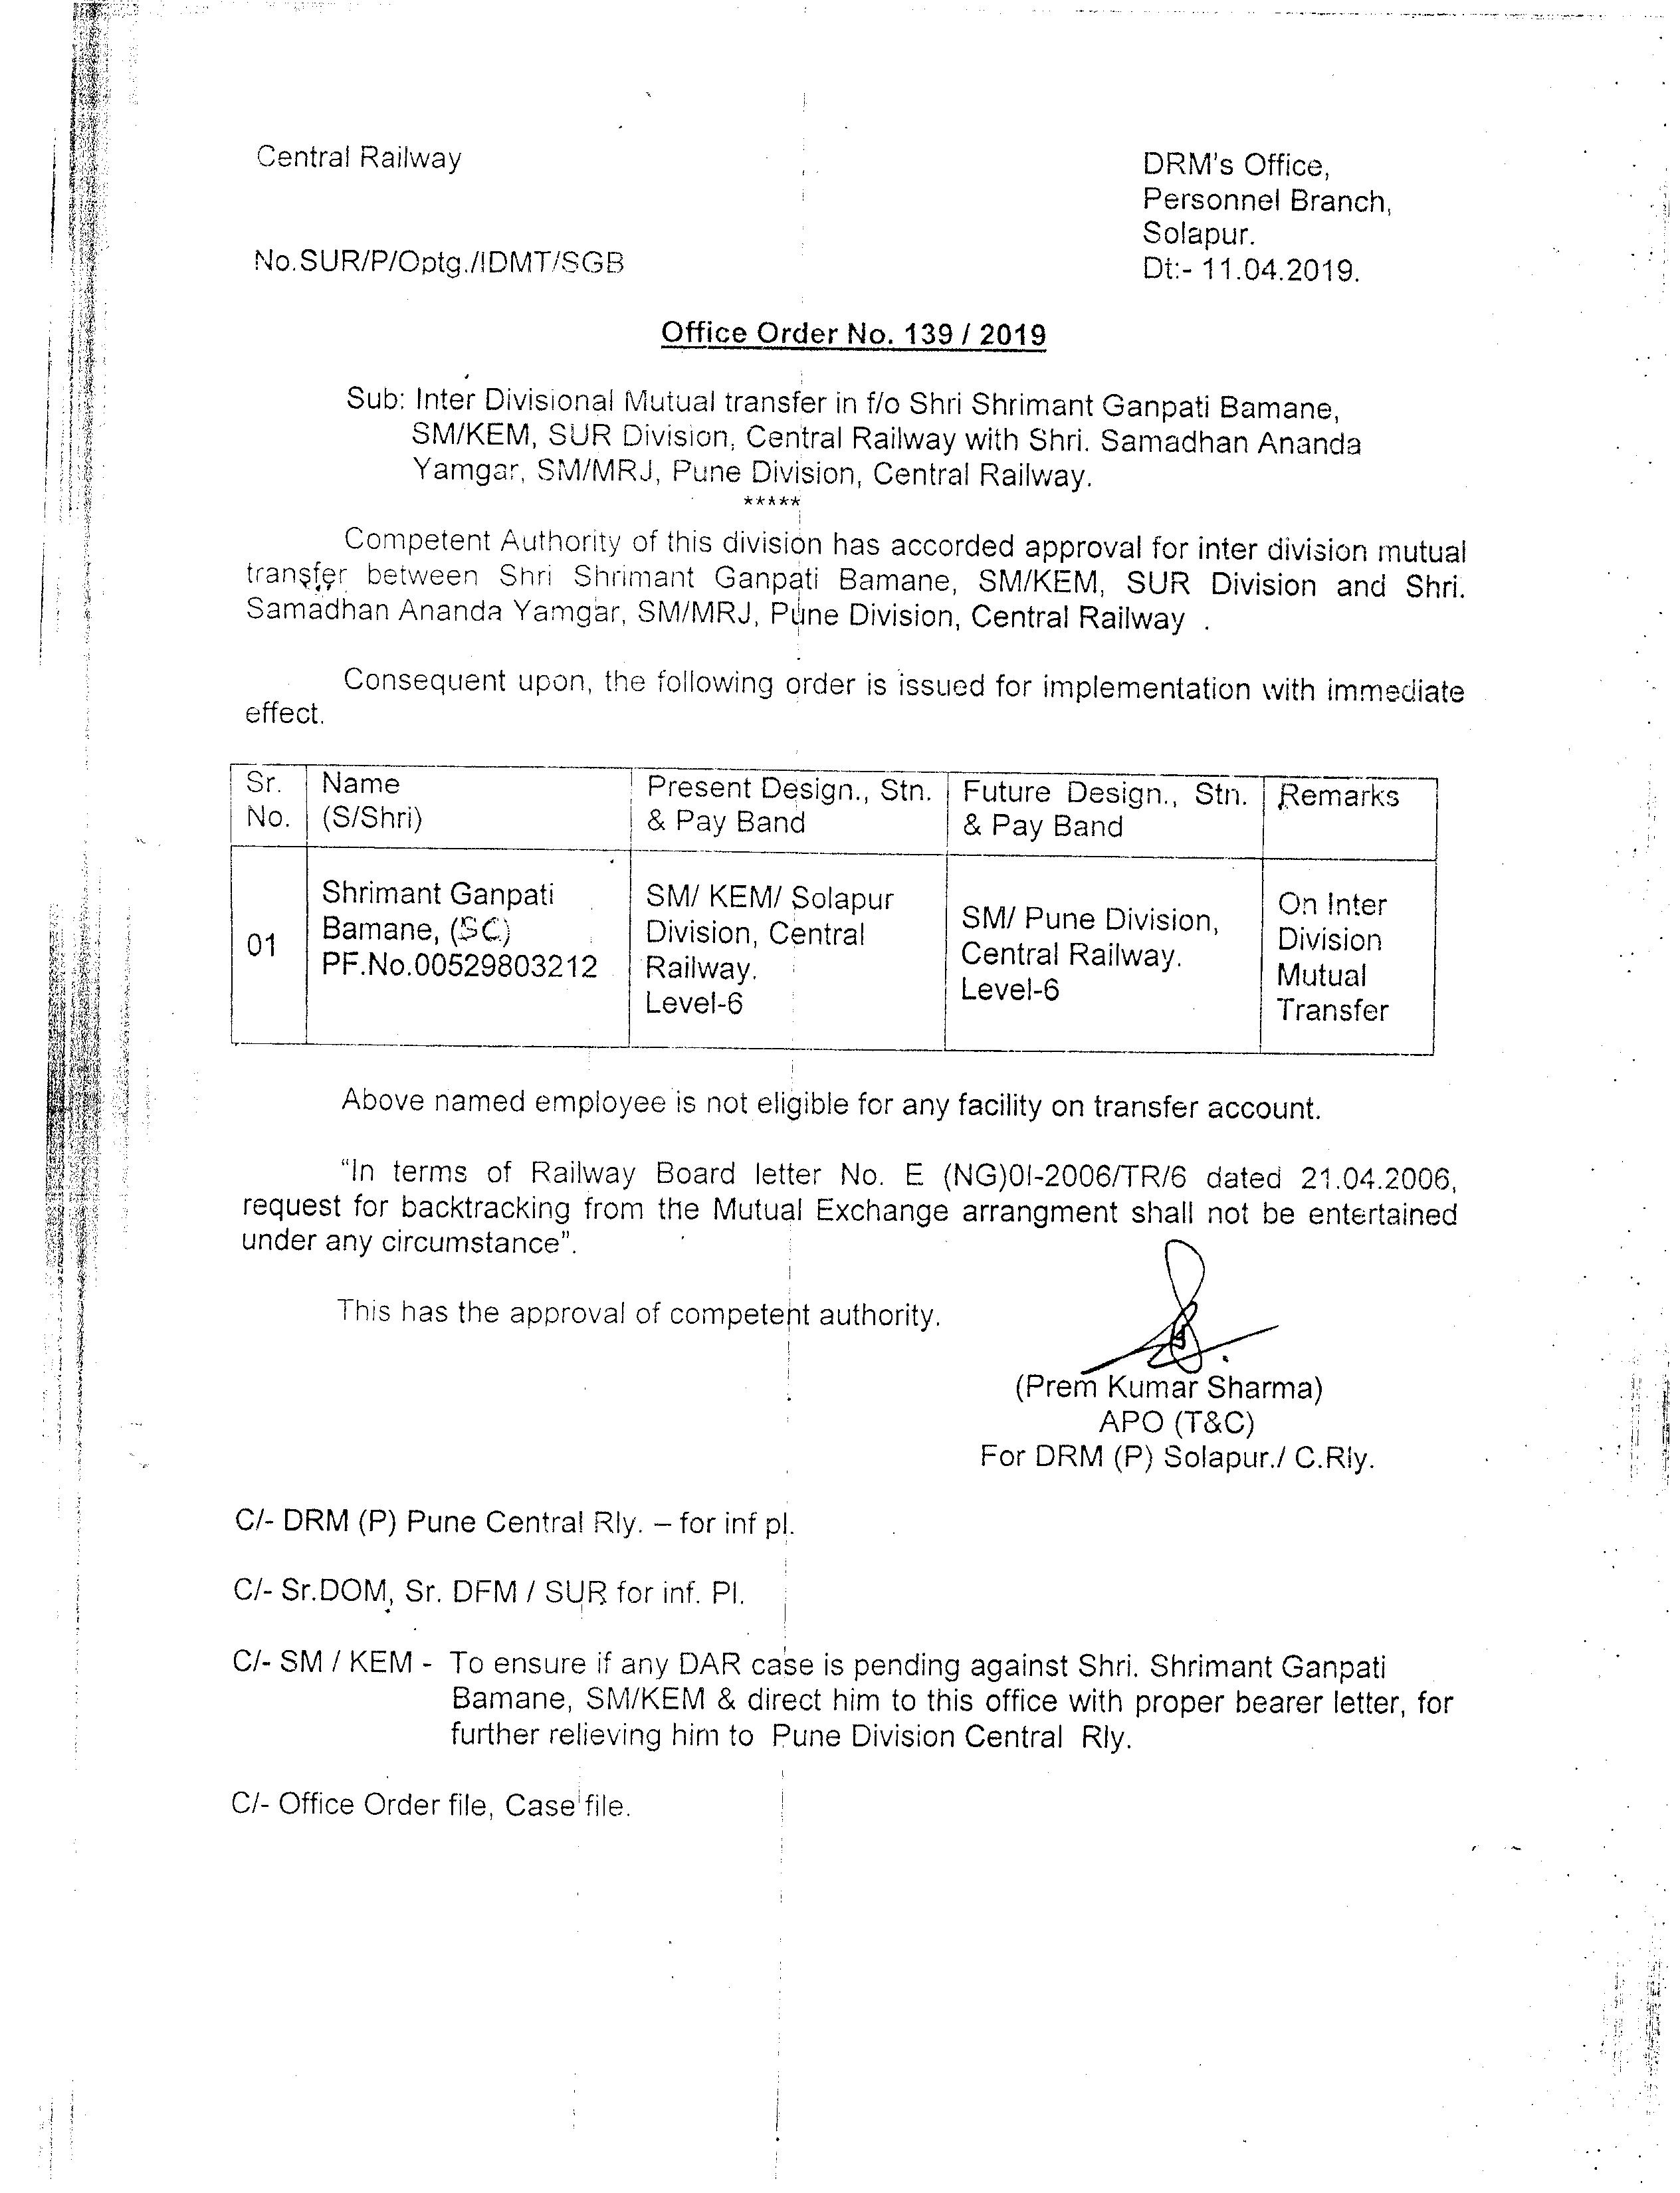 Central Railway
DRM's Office,
Personnel Branch,
Solapur.
No.SUR/P/Optg./IDMT/SGB
Dt:- 11.04.2019.
Office Order No. 139 / 2019
Sub: Inter Divisional Mutual transfer in f/o Shri Shrimant Ganpati Bamane,
SM/KEM, SUR Division, Central Railway with Shri. Samadhan Ananda
Yamgar, SM/MRJ, Pune Division, Central Railway.
*****
Competent Authority of this division has accorded approval for inter division mutual
transfer between Shri Shrimant Ganpati Bamane, SM/KEM, SUR Division and Shri.
Samadhan Ananda Yamgar, SM/MRJ, Pune Division, Central Railway .
Consequent upon, the following order is issued for implementation with immediate
effect.
Sr. No. Name (S/Shri) Present Design., Stn. & Pay Band Future Design., Stn. & Pay Band Remarks
01
Shrimant Ganpati
Bamane, (SC)
PF.No.00529803212
SM/ KEM/ Solapur
Division, Central
Railway.
Level-6
SM/ Pune Division,
Central Railway.
Level-6
On Inter
Division
Mutual
Transfer
Above named employee is not eligible for any facility on transfer account.
"In terms of Railway Board letter No. E (NG)0I-2006/TR/6 dated 21.04.2006,
request for backtracking from the Mutual Exchange arrangment shall not be entertained
under any circumstance".
This has the approval of competent authority.
(Prem Kumar Sharma)
APO (T&C)
For DRM (P) Solapur./ C.Rly.
C/- DRM (P) Pune Central Rly. – for inf pl.
C/- Sr.DOM, Sr. DFM / SUR for inf. Pl.
C/- SM / KEM - To ensure if any DAR case is pending against Shri. Shrimant Ganpati
Bamane, SM/KEM & direct him to this office with proper bearer letter, for
further relieving him to Pune Division Central Rly.
C/- Office Order file, Case file.